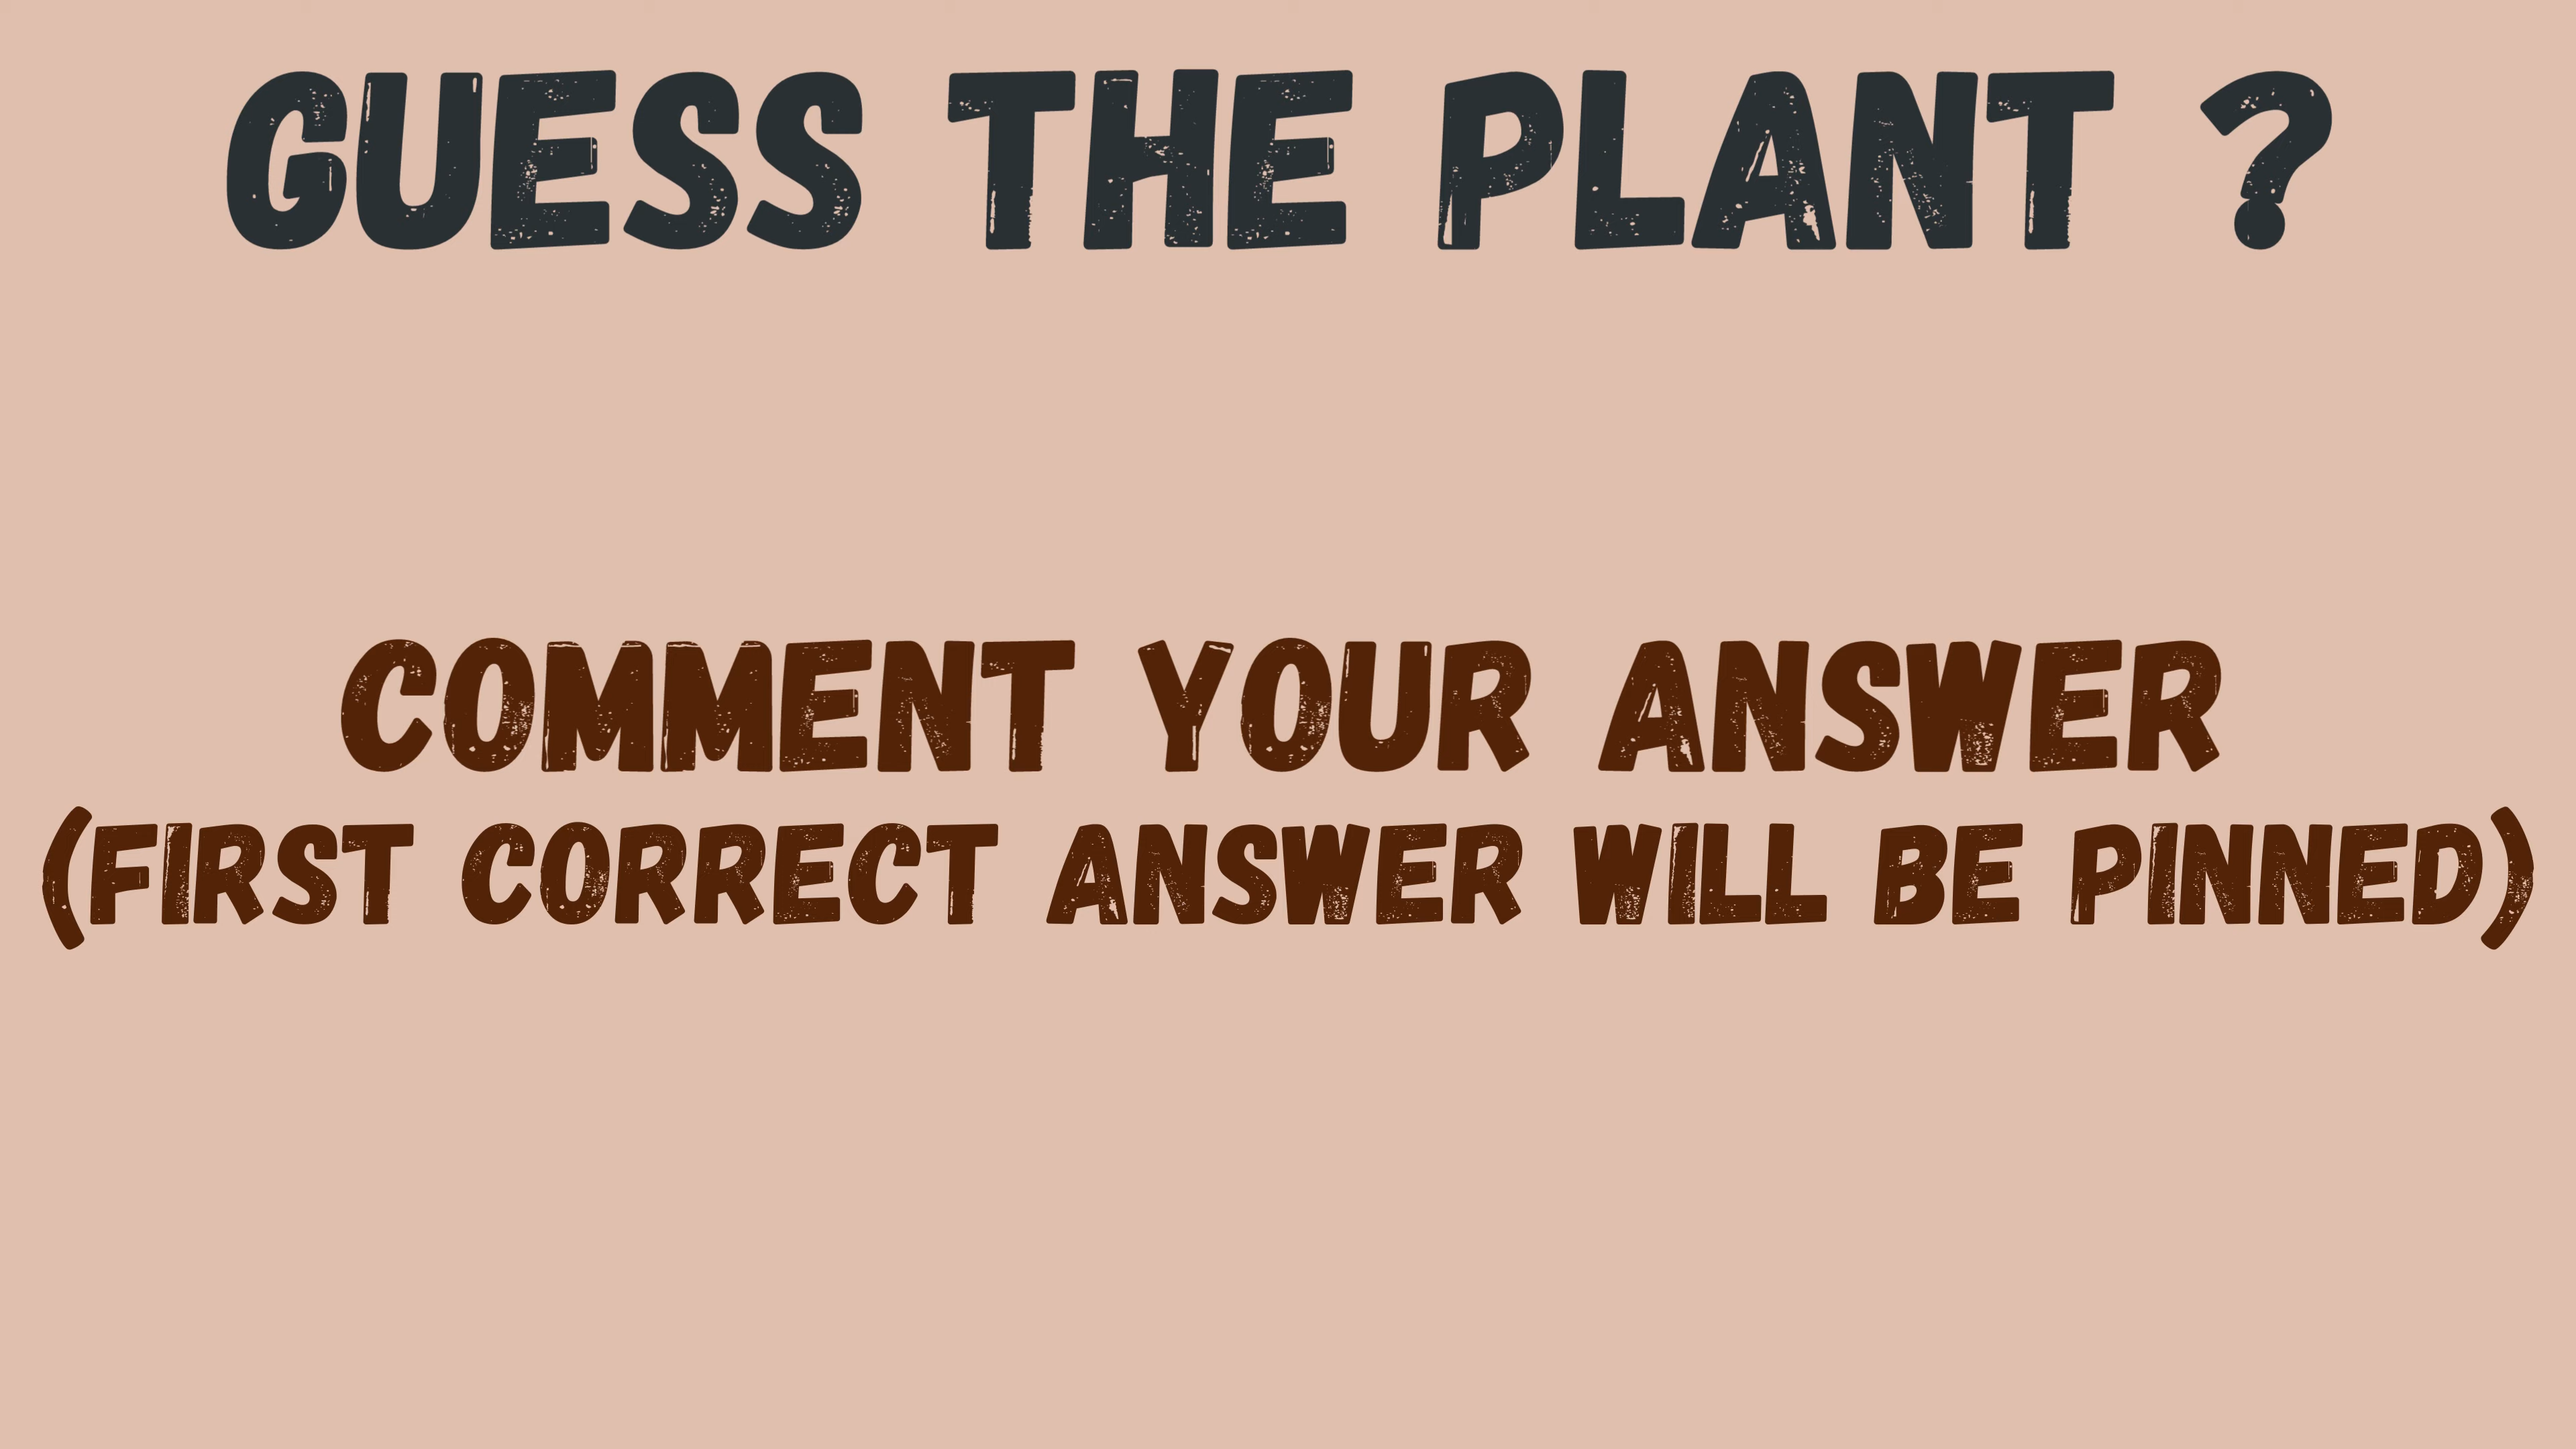 GUESS THE PLANT ?
COMMENT YOUR ANSWER
(FIRST CORRECT ANSWER WILL BE PINNED)